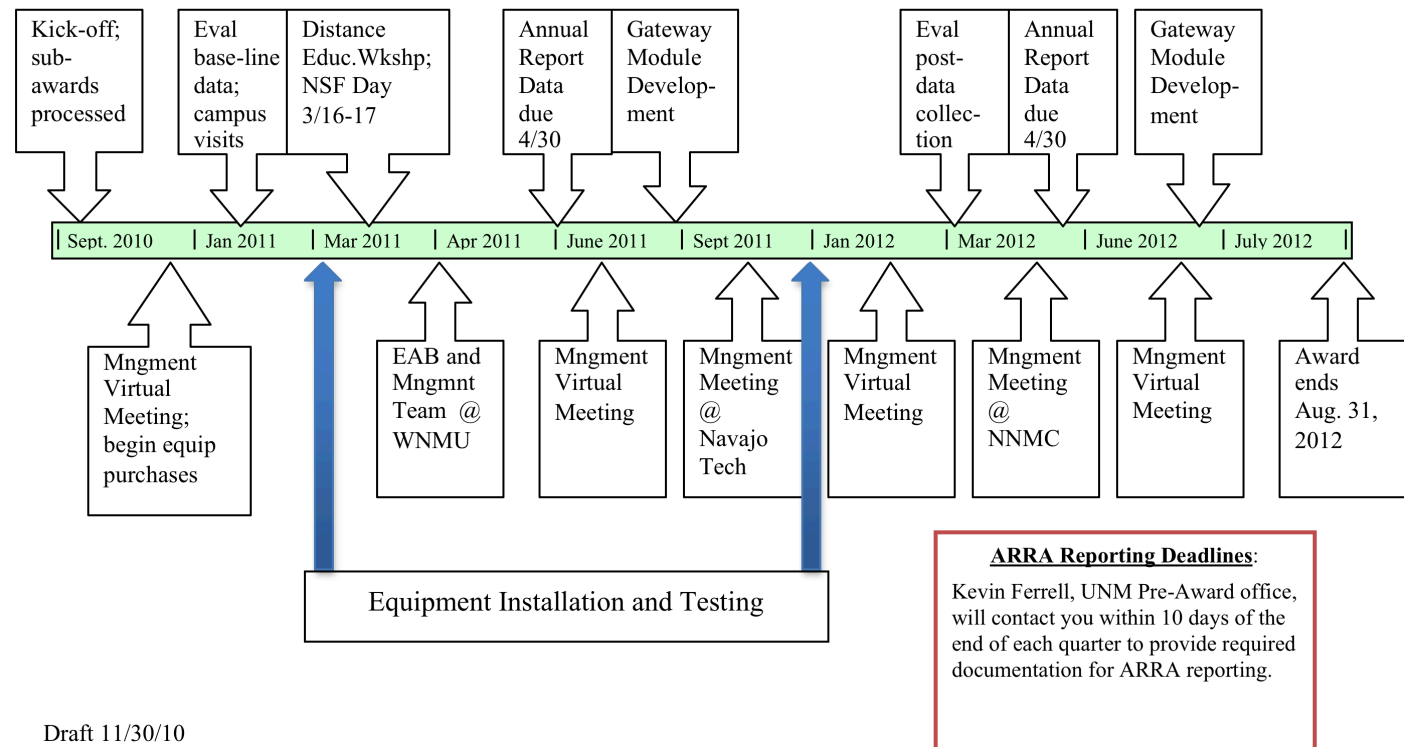 Kick-off;
sub-
awards
processed
Eval
base-line
data;
campus
visits
Distance
Educ.Wkshp;
NSF Day
3/16-17
Annual
Report
Data
due
4/30
Gateway
Module
Develop-
ment
Eval
post-
data
collec-
tion
Annual
Report
Data
due
4/30
Gateway
Module
Develop-
ment
Sept. 2010
Jan 2011
Mar 2011
Apr 2011
June 2011
Sept 2011
Jan 2012
Mar 2012
June 2012
July 2012
Mngment
Virtual
Meeting;
begin equip
purchases
EAB and
Mngmnt
Team @
WNMU
Mngment
Virtual
Meeting
Mngment
Meeting
@
Navajo
Tech
Mngment
Virtual
Meeting
Mngment
Meeting
@
NNMC
Mngment
Virtual
Meeting
Award
ends
Aug. 31,
2012
Equipment Installation and Testing
ARRA Reporting Deadlines:
Kevin Ferrell, UNM Pre-Award office,
will contact you within 10 days of the
end of each quarter to provide required
documentation for ARRA reporting.
Draft 11/30/10